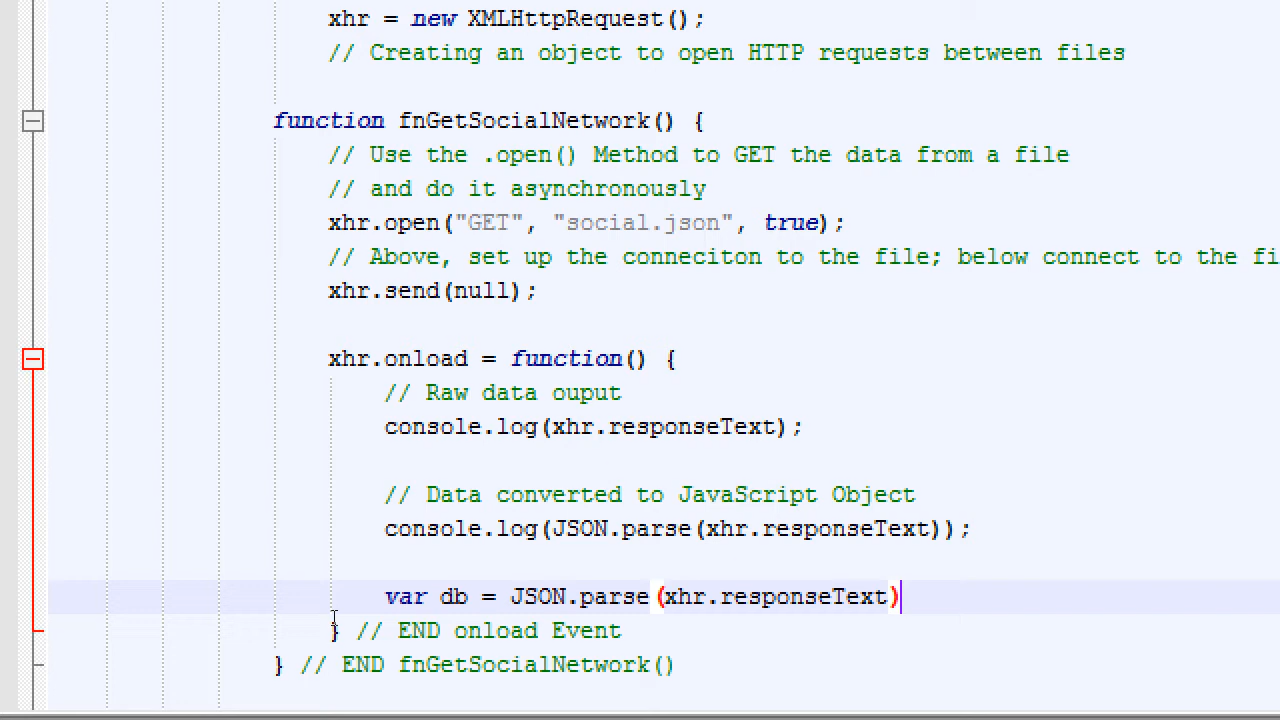 xhr = new XMLHttpRequest();
// Creating an object to open HTTP requests between files
function fnGetSocialNetwork() {
// Use the .open() Method to GET the data from a file
// and do it asynchronously
xhr.open("GET", "social.json", true);
// Above, set up the conneciton to the file; below connect to the fi
xhr.send(null);
xhr.onload = function() {
// Raw data ouput
console.log(xhr.responseText);
// Data converted to JavaScript Object
console.log(JSON.parse(xhr.responseText));
var db = JSON.parse(xhr.responseText)
} // END onload Event
} // END fnGetSocialNetwork()